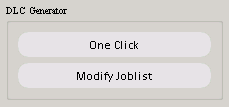 DLC Generator
One Click
Modify Joblist